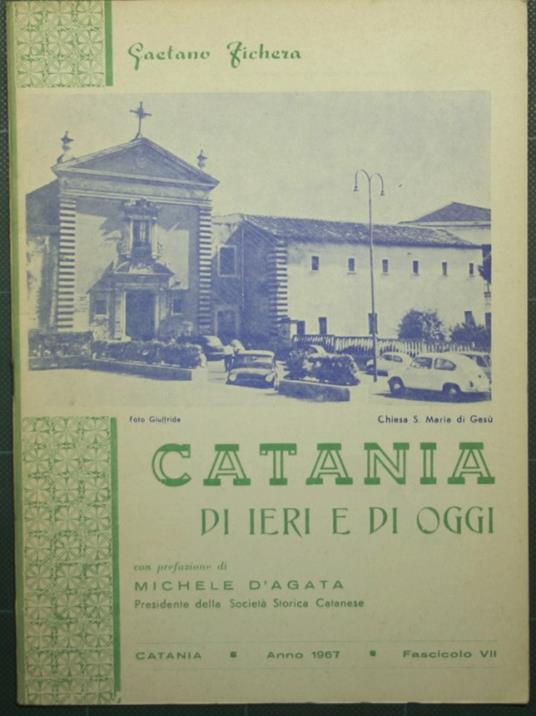 Gaetano Fichera
Foto Giuffrida
Chiesa S. Maria di Gesù
CATANIA
DI IERI E DI OGGI
con prefazione di
MICHELE D'AGATA
Presidente della Società Storica Catanese
CATANIA ▪ Anno 1967 ▪ Fascicolo VII